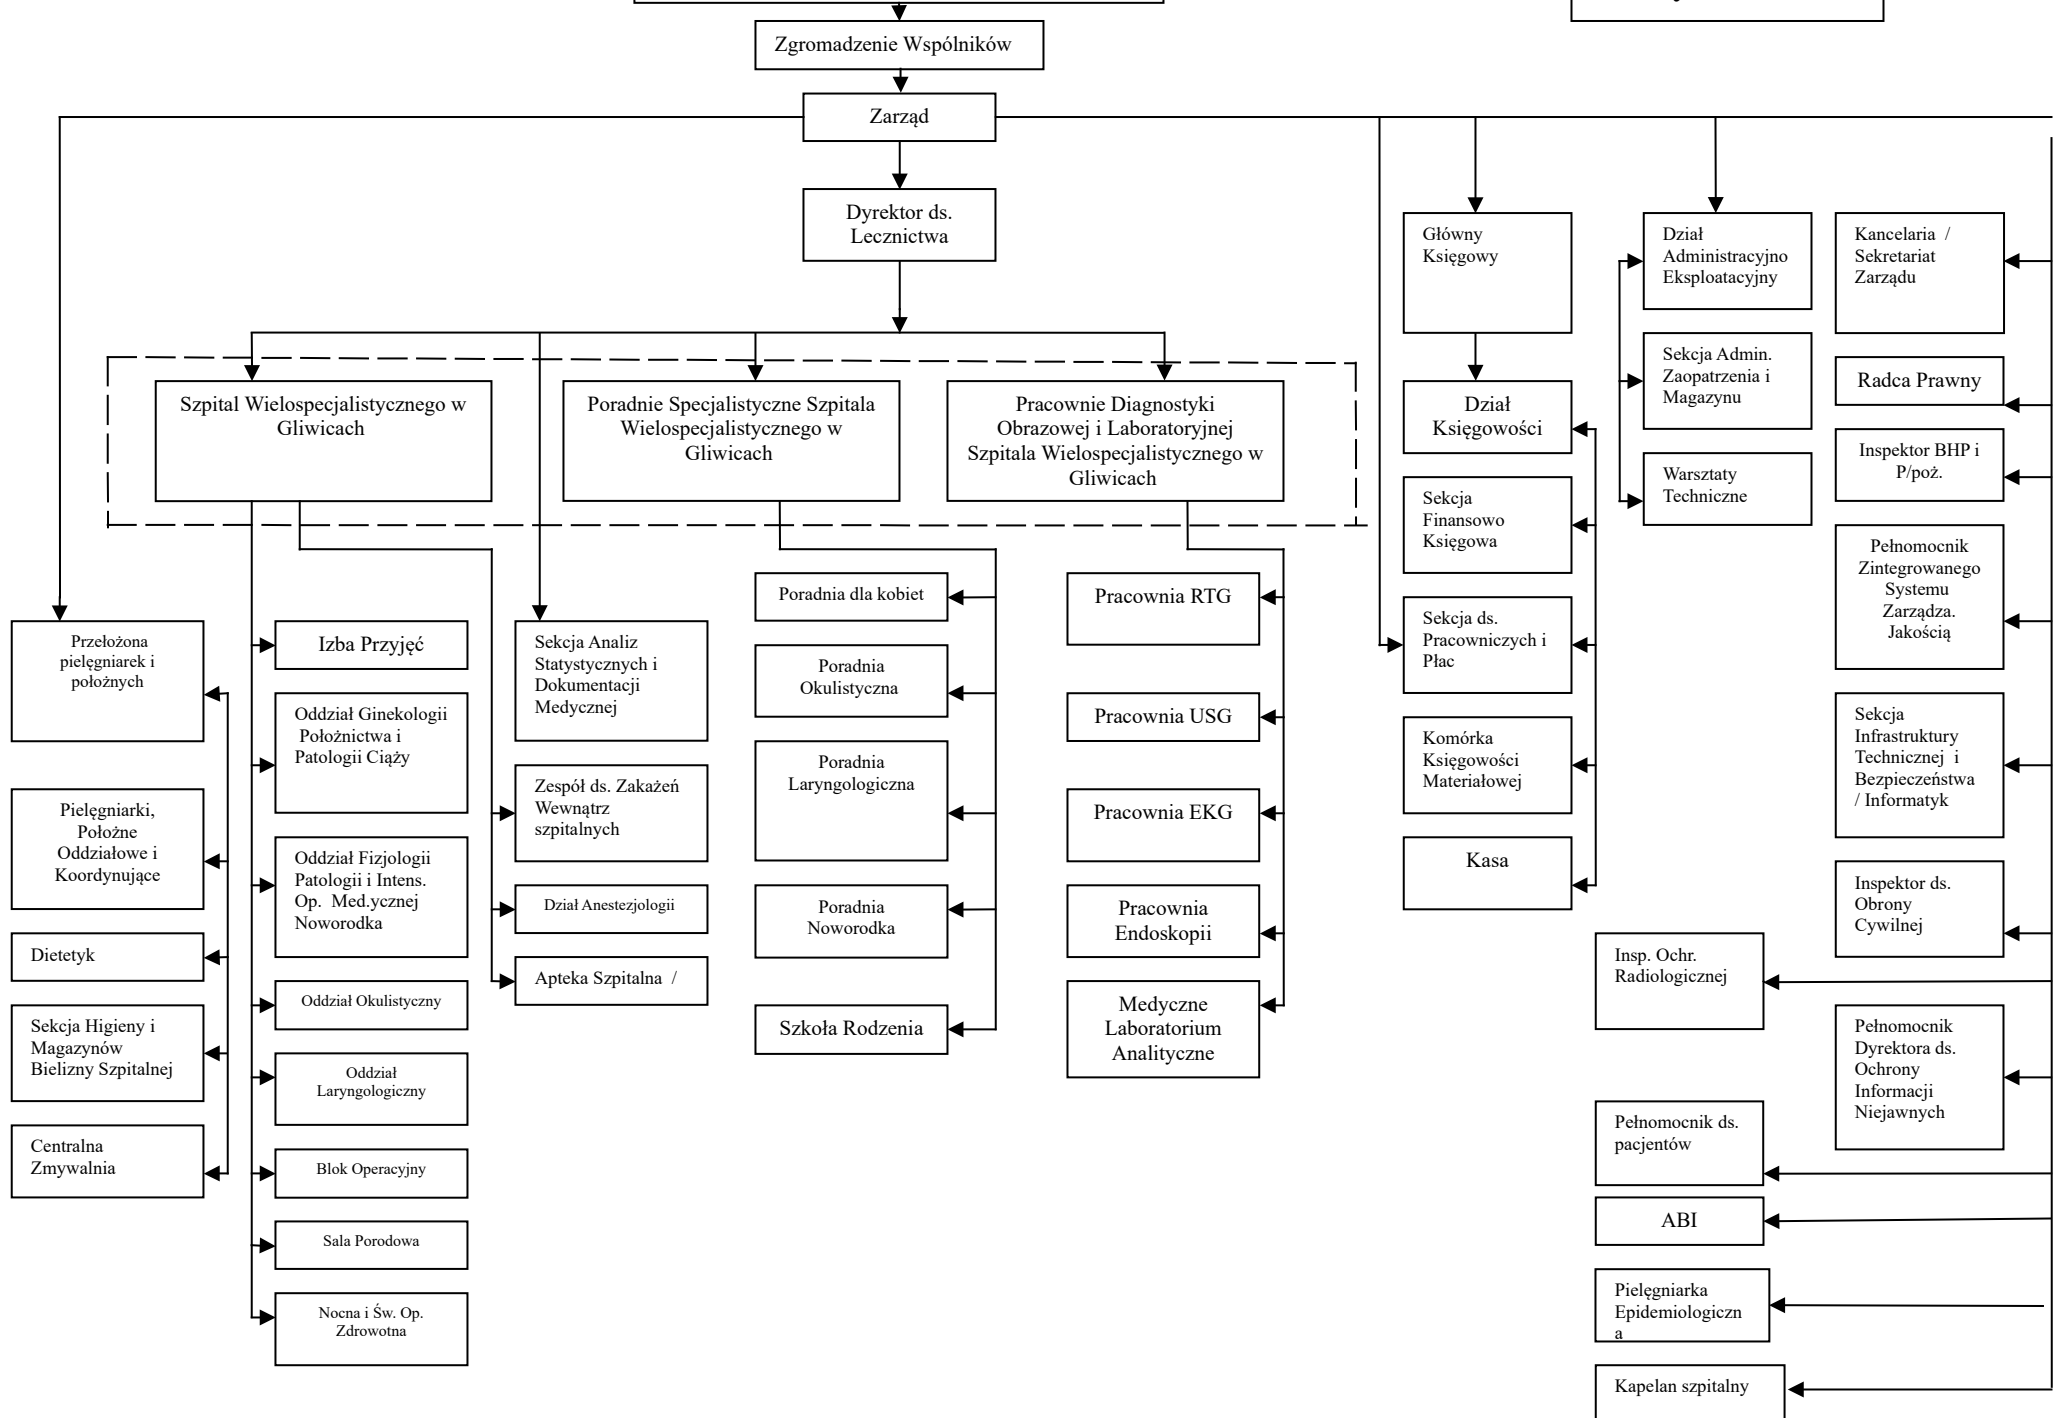 Zgromadzenie Wspólników
Zarząd
Dyrektor ds.
Lecznictwa
Główny
Księgowy
Dział
Administracyjno
Eksploatacyjny
Kancelaria /
Sekretariat
Zarządu
Szpital Wielospecjalistycznego w
Gliwicach
Poradnie Specjalistyczne Szpitala
Wielospecjalistycznego w
Gliwicach
Pracownie Diagnostyki
Obrazowej i Laboratoryjnej
Szpitala Wielospecjalistycznego w
Gliwicach
Dział
Księgowości
Sekcja Admin.
Zaopatrzenia i
Magazynu
Radca Prawny
Inspektor BHP i
P/poż.
Warsztaty
Techniczne
Sekcja
Finansowo
Księgowa
Pełnomocnik
Zintegrowanego
Systemu
Zarządza.
Jakością
Przełożona
pielęgniarek i
położnych
Pielęgniarki,
Położne
Oddziałowe i
Koordynujące
Dietetyk
Sekcja Higieny i
Magazynów
Bielizny Szpitalnej
Centralna
Zmywalnia
Izba Przyjęć
Oddział Ginekologii
Położnictwa i
Patologii Ciąży
Oddział Fizjologii
Patologii i Intens.
Op. Med.ycznej
Noworodka
Oddział Okulistyczny
Oddział
Laryngologiczny
Blok Operacyjny
Sala Porodowa
Nocna i Św. Op.
Zdrowotna
Sekcja Analiz
Statystycznych i
Dokumentacji
Medycznej
Zespół ds. Zakażeń
Wewnątrz
szpitalnych
Dział Anestezjologii
Apteka Szpitalna /
Poradnia dla kobiet
Poradnia
Okulistyczna
Poradnia
Laryngologiczna
Poradnia
Noworodka
Szkoła Rodzenia
Pracownia RTG
Pracownia USG
Pracownia EKG
Pracownia
Endoskopii
Medyczne
Laboratorium
Analityczne
Sekcja ds.
Pracowniczych i
Płac
Komórka
Księgowości
Materiałowej
Kasa
Sekcja
Infrastruktury
Technicznej i
Bezpieczeństwa
/ Informatyk
Inspektor ds.
Obrony
Cywilnej
Insp. Ochr.
Radiologicznej
Pełnomocnik
Dyrektora ds.
Ochrony
Informacji
Niejawnych
Pełnomocnik ds.
pacjentów
ABI
Pielęgniarka
Epidemiologiczn
a
Kapelan szpitalny